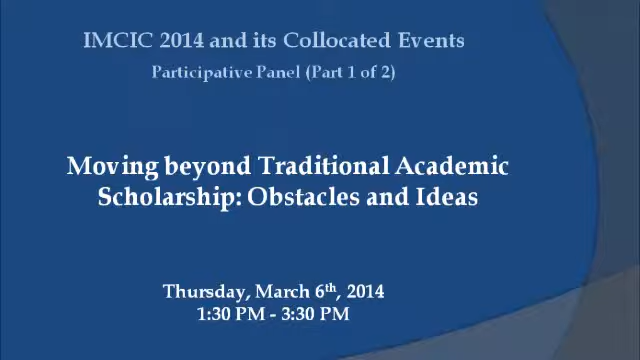 IMCIC 2014 and its Collocated Events
Participative Panel (Part 1 of 2)
Moving beyond Traditional Academic
Scholarship: Obstacles and Ideas
Thursday, March 6th, 2014
1:30 PM - 3:30 PM